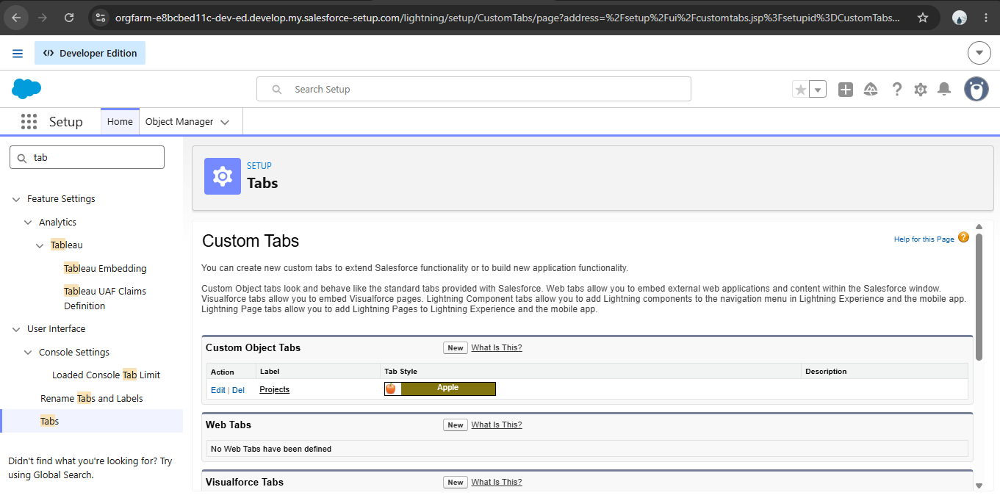 orgfarm-e8bcbed11c-dev-ed.develop.my.salesforce-setup.com/lightning/setup/CustomTabs/page?address=%2Fsetup%2Fui%2Fcustomtabs.jsp%3Fsetupid%3DCustomTabs...
Developer Edition
Search Setup
Setup
Home
Object Manager
tab
Feature Settings
Analytics
Tableau
Tableau Embedding
Tableau UAF Claims
Definition
User Interface
Console Settings
Loaded Console Tab Limit
Rename Tabs and Labels
Tabs
Didn't find what you're looking for? Try
using Global Search.
SETUP
Tabs
Custom Tabs
Help for this Page ?
You can create new custom tabs to extend Salesforce functionality or to build new application functionality.
Custom Object tabs look and behave like the standard tabs provided with Salesforce. Web tabs allow you to embed external web applications and content within the Salesforce window.
Visualforce tabs allow you to embed Visualforce pages. Lightning Component tabs allow you to add Lightning components to the navigation menu in Lightning Experience and the mobile app.
Lightning Page tabs allow you to add Lightning Pages to Lightning Experience and the mobile app.
Custom Object Tabs New What Is This?
Action Label Tab Style Description
Edit | Del Projects Apple
Web Tabs New What Is This?
No Web Tabs have been defined
Visualforce Tabs New What Is This?